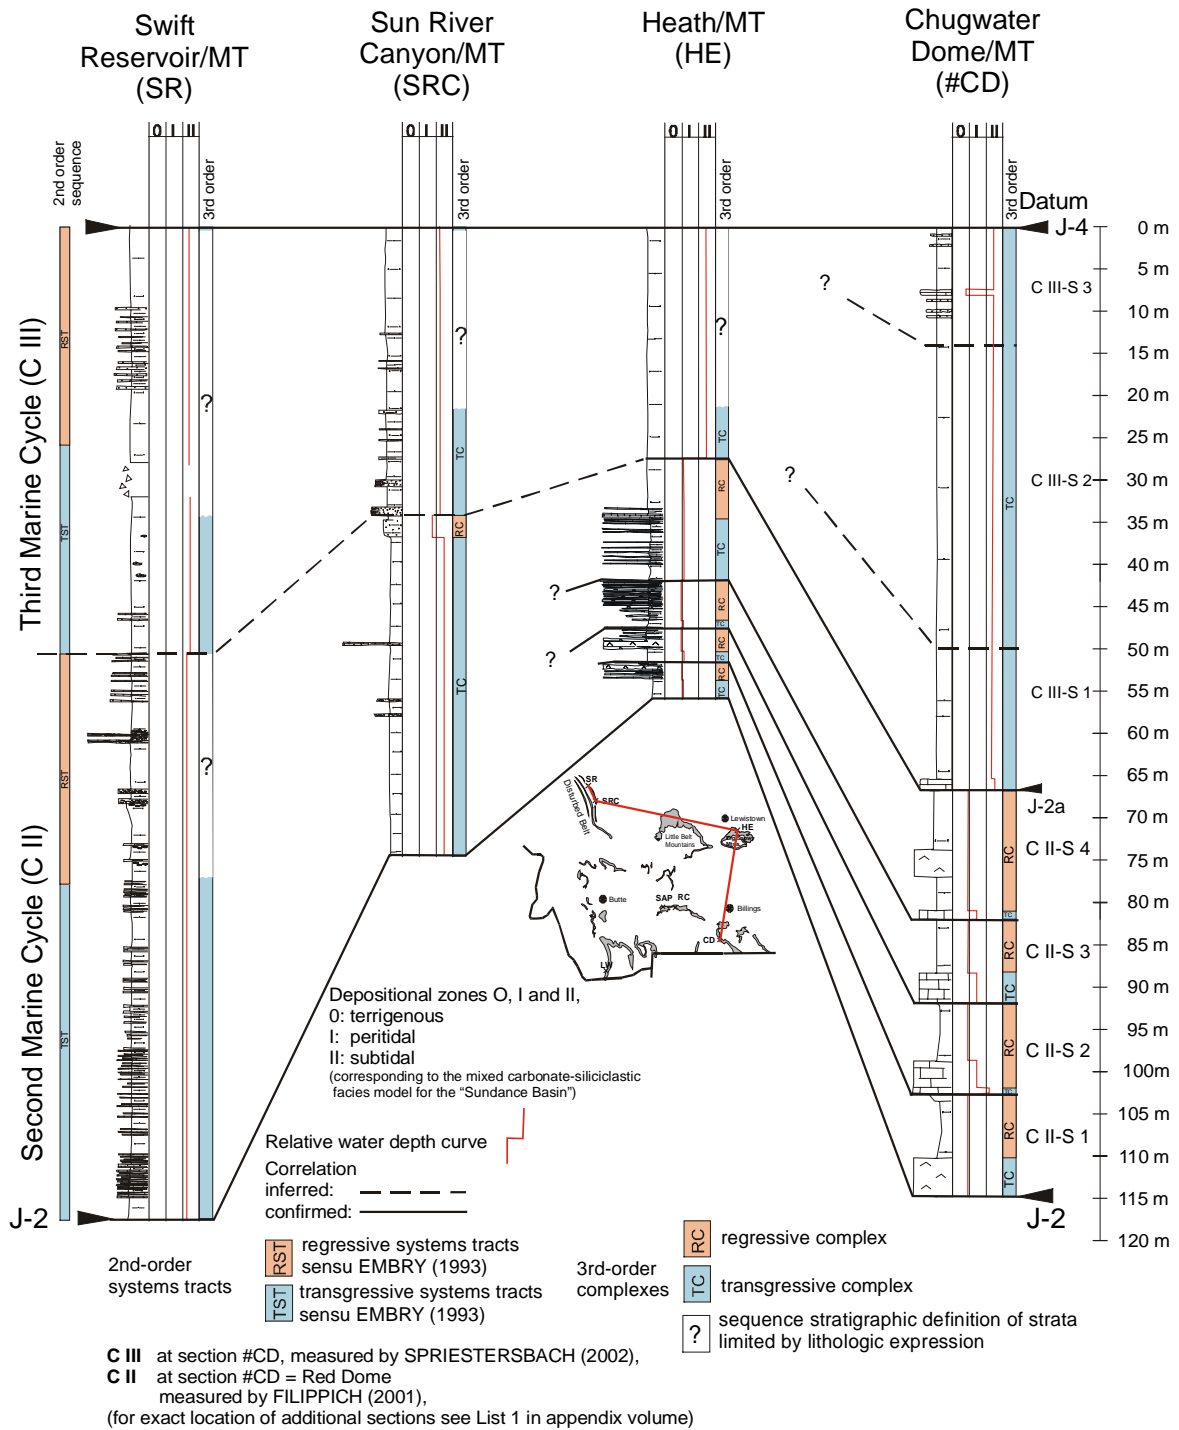 Swift
Reservoir/MT
(SR)
Sun River
Canyon/MT
(SRC)
Heath/MT
(HE)
Chugwater
Dome/MT
(#CD)
2nd order
sequence
0 I II
3rd order
0 I II
3rd order
0 I II
3rd order
0 I II
3rd order
Datum
J-4
0 m
5 m
10 m
15 m
20 m
25 m
30 m
35 m
40 m
45 m
50 m
55 m
60 m
65 m
70 m
75 m
80 m
85 m
90 m
95 m
100m
105 m
110 m
115 m
120 m
Third Marine Cycle (C III)
Second Marine Cycle (C II)
J-2
RST
TST
RST
TST
?
?
?
TC
RC
TC
?
TC
RC
TC
RC
TC
RC
TC
RC
TC
?
?
?
?
TC
RC
TC
RC
TC
RC
TC
RC
TC
C III-S 3
C III-S 2
C III-S 1
J-2a
C II-S 4
C II-S 3
C II-S 2
C II-S 1
J-2
SR
SRC
Disturbed Belt
Little Belt
Mountains
Lewistown
HE
Butte
SAP RC
Billings
CD
LW
Depositional zones O, I and II,
0: terrigenous
I: peritidal
II: subtidal
(corresponding to the mixed carbonate-siliciclastic
facies model for the "Sundance Basin")
Relative water depth curve
Correlation
inferred:
confirmed:
2nd-order
systems tracts
RST
regressive systems tracts
sensu EMBRY (1993)
TST
transgressive systems tracts
sensu EMBRY (1993)
3rd-order
complexes
RC
regressive complex
TC
transgressive complex
?
sequence stratigraphic definition of strata
limited by lithologic expression
C III at section #CD, measured by SPRIESTERSBACH (2002),
C II at section #CD = Red Dome
measured by FILIPPICH (2001),
(for exact location of additional sections see List 1 in appendix volume)